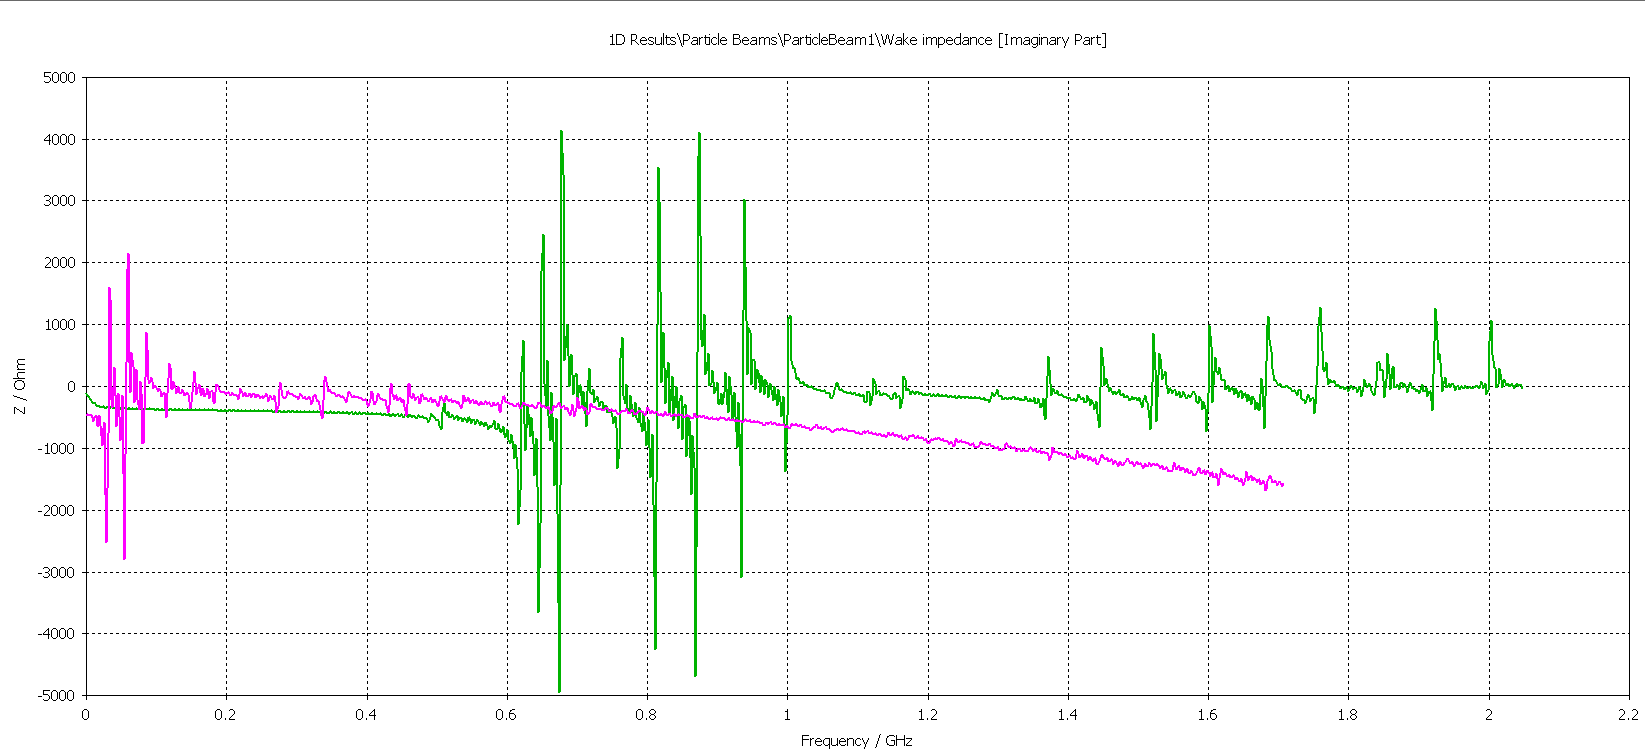 1D Results\Particle Beams\ParticleBeam1\Wake impedance [Imaginary Part]
5000
4000
3000
2000
1000
0
-1000
-2000
-3000
-4000
-5000
Z / Ohm
0 0.2 0.4 0.6 0.8 1 1.2 1.4 1.6 1.8 2 2.2
Frequency / GHz